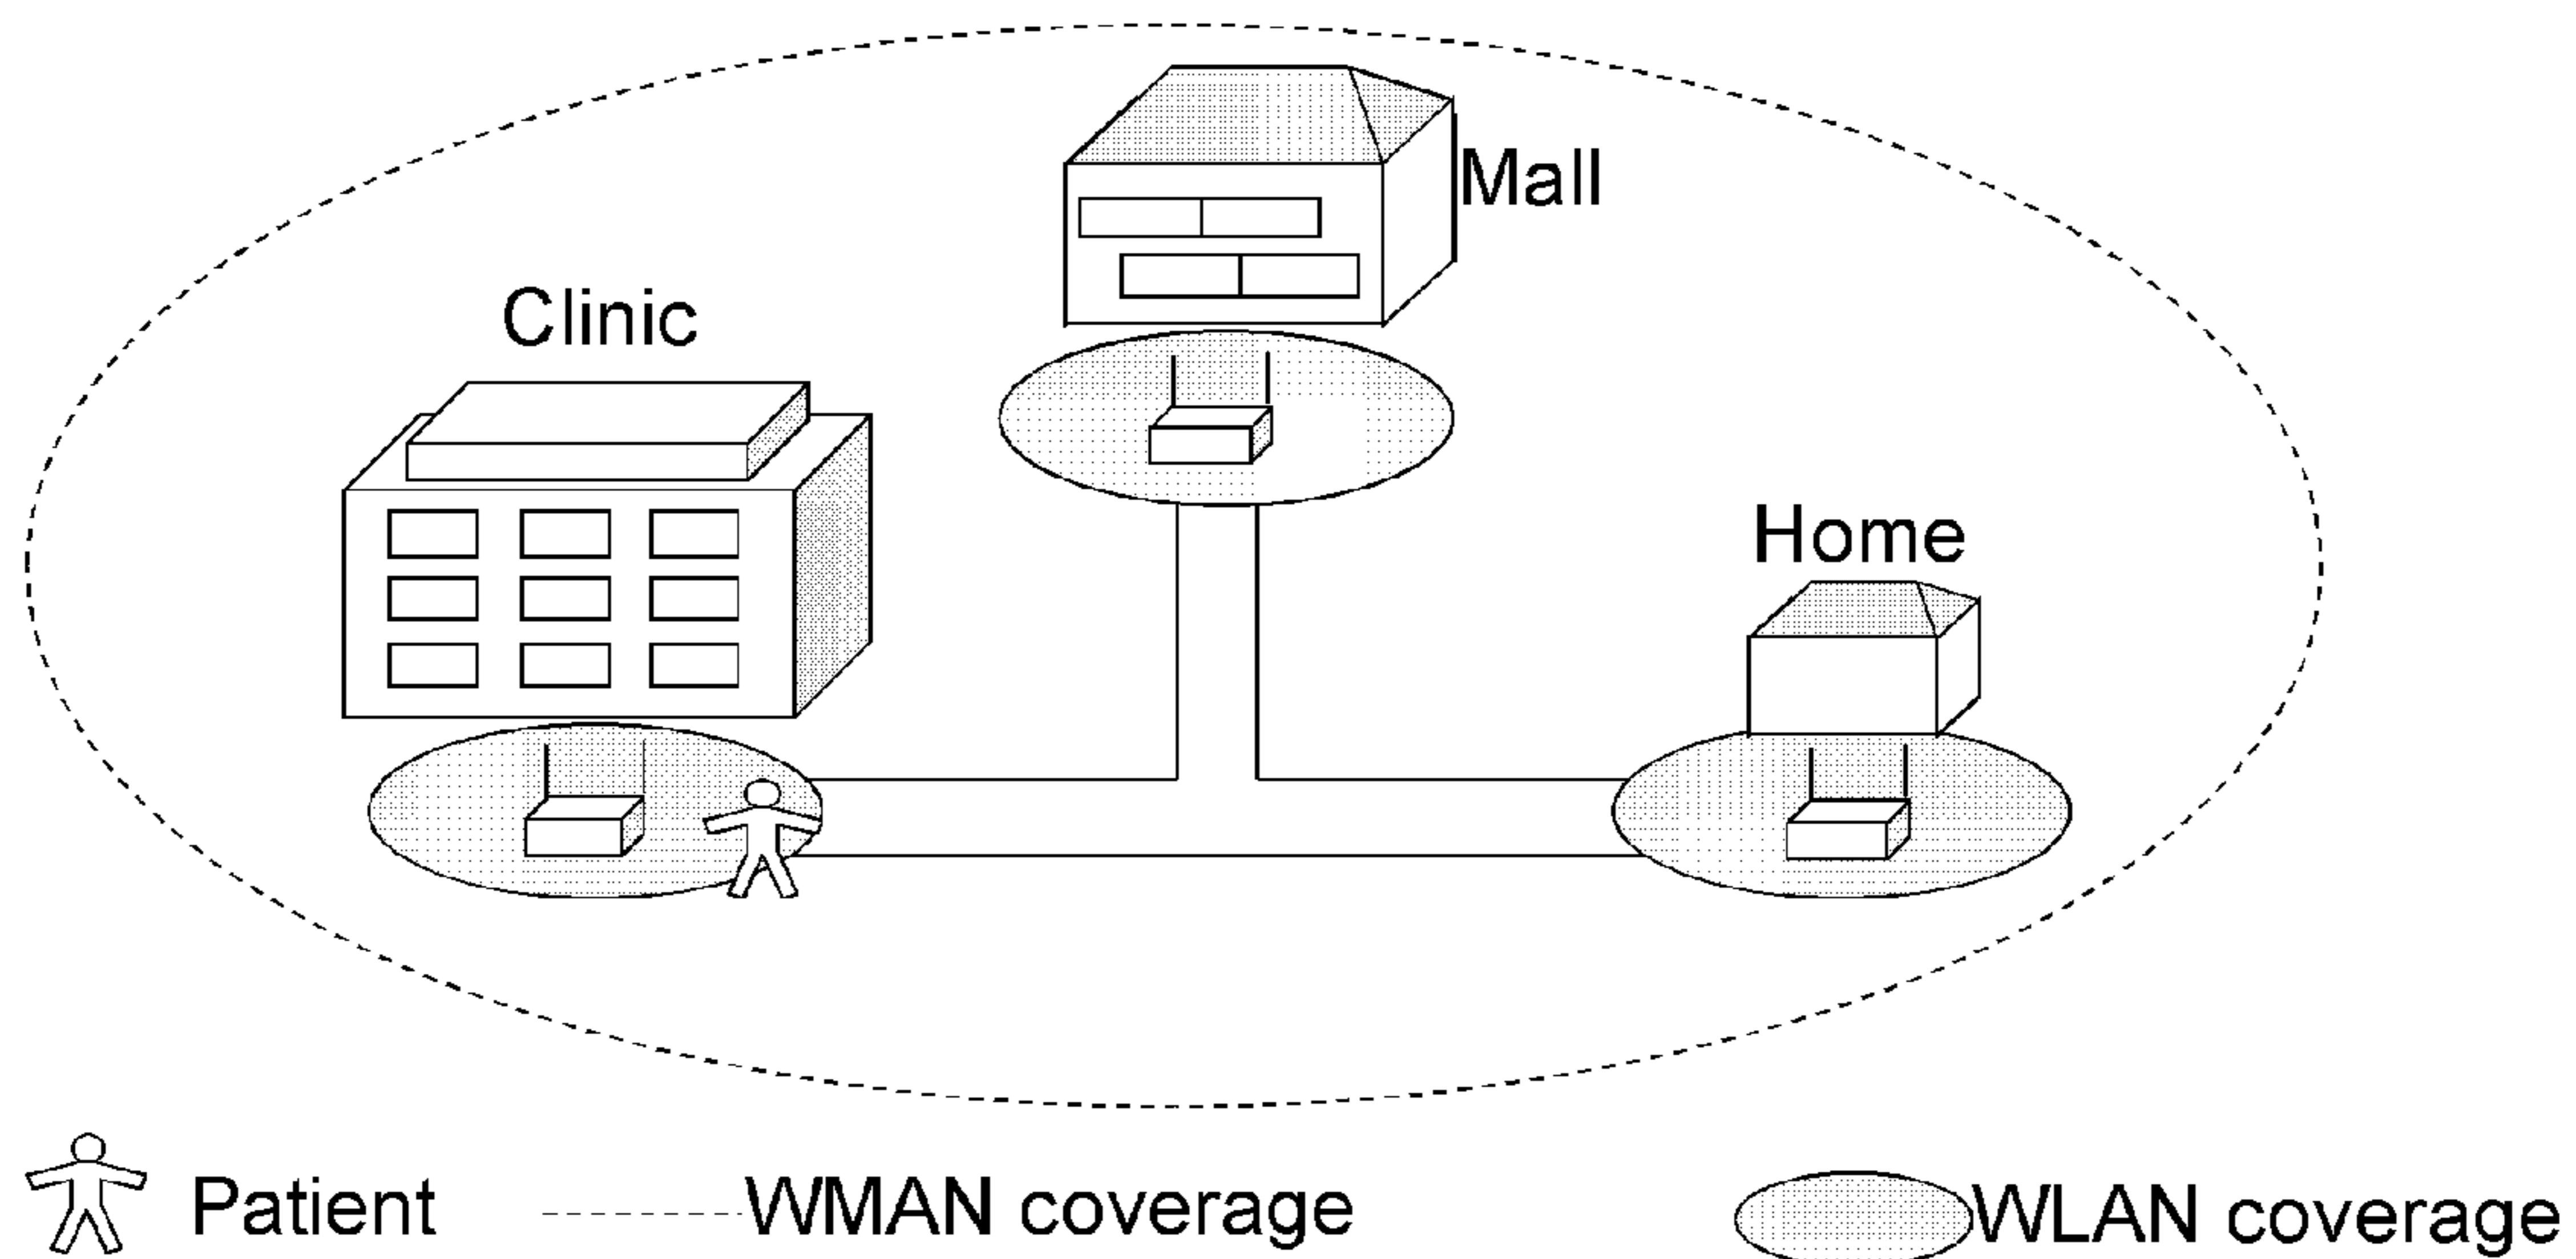 Mall
Clinic
Home
Patient
WMAN coverage
WLAN coverage